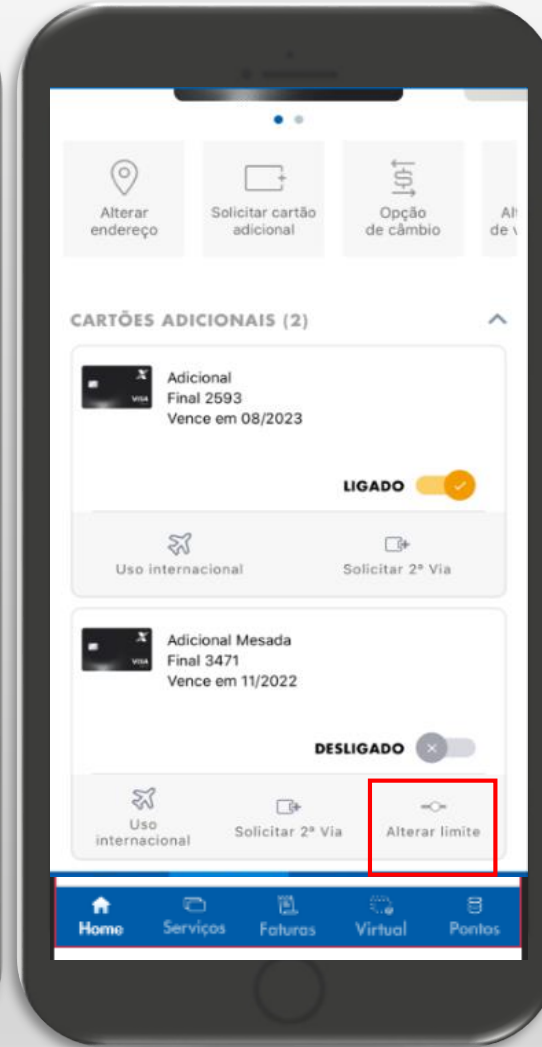 Alterar
endereço
Solicitar cartão
adicional
Opção
de câmbio
CARTÕES ADICIONAIS (2)
Adicional
Final 2593
Vence em 08/2023
LIGADO
Uso internacional
Solicitar 2ª Via
Adicional Mesada
Final 3471
Vence em 11/2022
DESLIGADO
Uso
internacional
Solicitar 2ª Via
Alterar limite
Home
Serviços
Faturas
Virtual
Pontos